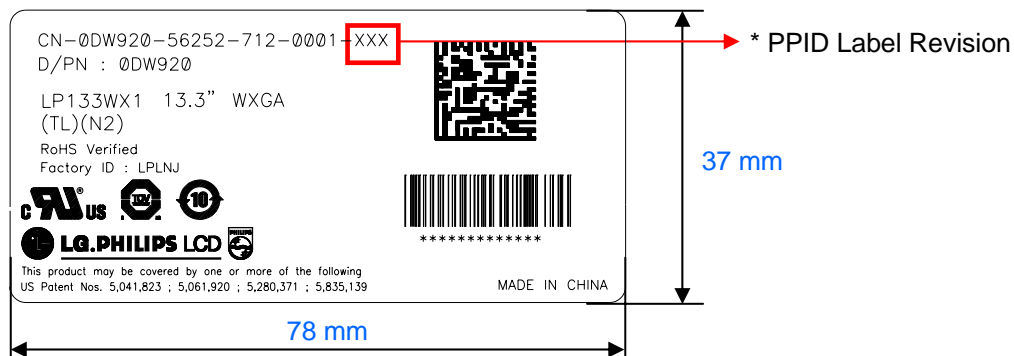 CN-0DW920-56252-712-0001-XXX
* PPID Label Revision
D/PN : 0DW920
LP133WX1 13.3” WXGA
(TL)(N2)
RoHS Verified
Factory ID : LPLNJ
37 mm
c RU ® US TÜV 10
*************
LG.PHILIPS LCD PHILIPS
This product may be covered by one or more of the following
US Patent Nos. 5,041,823 ; 5,061,920 ; 5,280,371 ; 5,835,139
MADE IN CHINA
78 mm